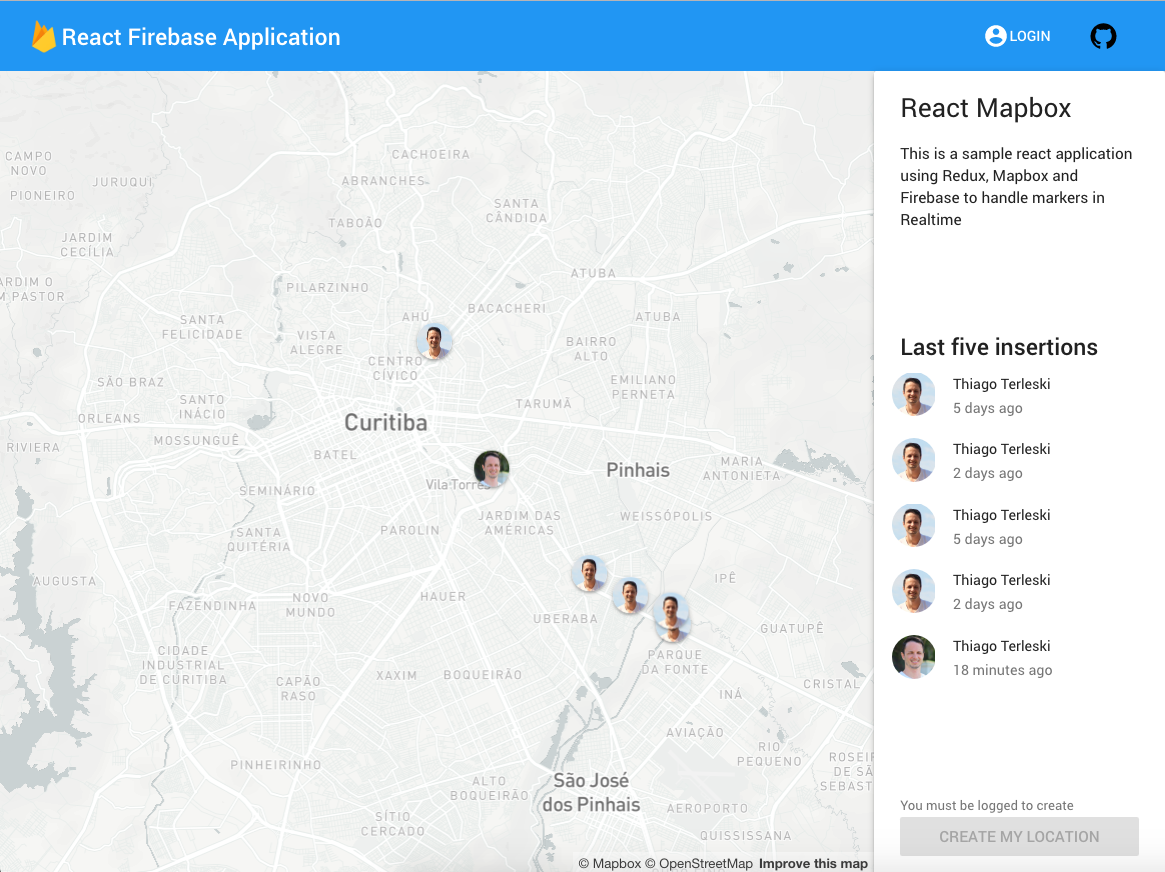 React Firebase Application
LOGIN
CAMPO
NOVO
PIONEIRO
JURUQUI
CACHOEIRA
ABRANCHES
SANTA
CÂNDIDA
TABOÃO
JARDIM
CECÍLIA
ARDIM O
M PASTOR
ATUBA
PILARZINHO
BACACHERI
AHÚ
ATUBA
SANTA
FELICIDADE
VISTA
ALEGRE
BAIRRO
ALTO
CENTRO
CÍVICO
SÃO BRAZ
EMILIANO
PERNETA
SANTO
INÁCIO
TARUMÃ
ORLEANS
Curitiba
MOSSUNGUÊ
RIVIERA
BATEL
Pinhais
MARIA
ANTONIETA
Vila Torres
SEMINÁRIO
JARDIM DAS
AMÉRICAS
WEISSÓPOLIS
PAROLIN
SANTA
QUITÉRIA
AUGUSTA
IPÊ
FAZENDINHA
NOVO
MUNDO
HAUER
UBERABA
GUATUPÊ
CIDADE
INDUSTRIAL
DE CURITIBA
PARQUE
DA FONTE
XAXIM
BOQUEIRÃO
CAPÃO
RASO
CRISTAL
INÁ
AVIAÇÃO
RIO
PEQUENO
PINHEIRINHO
ROSEIR
DE SÃ
SEBAST
ALTO
BOQUEIRÃO
São José
dos Pinhais
AEROPORTO
SÍTIO
CERCADO
QUISSISANA
© Mapbox © OpenStreetMap Improve this map
React Mapbox
This is a sample react application
using Redux, Mapbox and
Firebase to handle markers in
Realtime
Last five insertions
Thiago Terleski
5 days ago
Thiago Terleski
2 days ago
Thiago Terleski
5 days ago
Thiago Terleski
2 days ago
Thiago Terleski
18 minutes ago
You must be logged to create
CREATE MY LOCATION